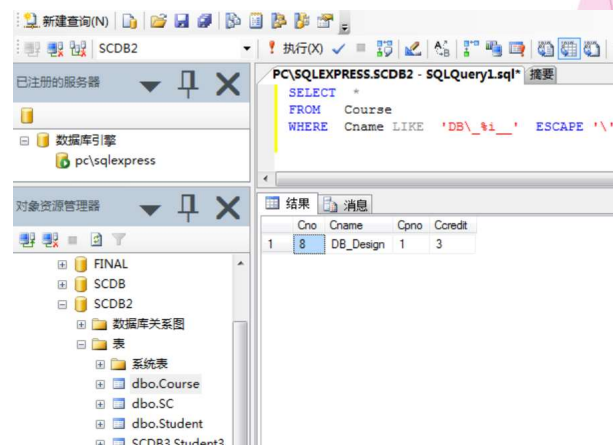 新建查询(N)
SCDB2
执行(X)
已注册的服务器
数据库引擎
pc\sqlexpress
PC\SQLEXPRESS.SCDB2 - SQLQuery1.sql* 摘要
SELECT *
FROM Course
WHERE Cname LIKE 'DB\_%i__' ESCAPE '\'
对象资源管理器
FINAL
SCDB
SCDB2
数据库关系图
表
系统表
dbo.Course
dbo.SC
dbo.Student
SCDB3.Student3
结果 消息
Cno Cname Cpno Ccredit
1 8 DB_Design 1 3